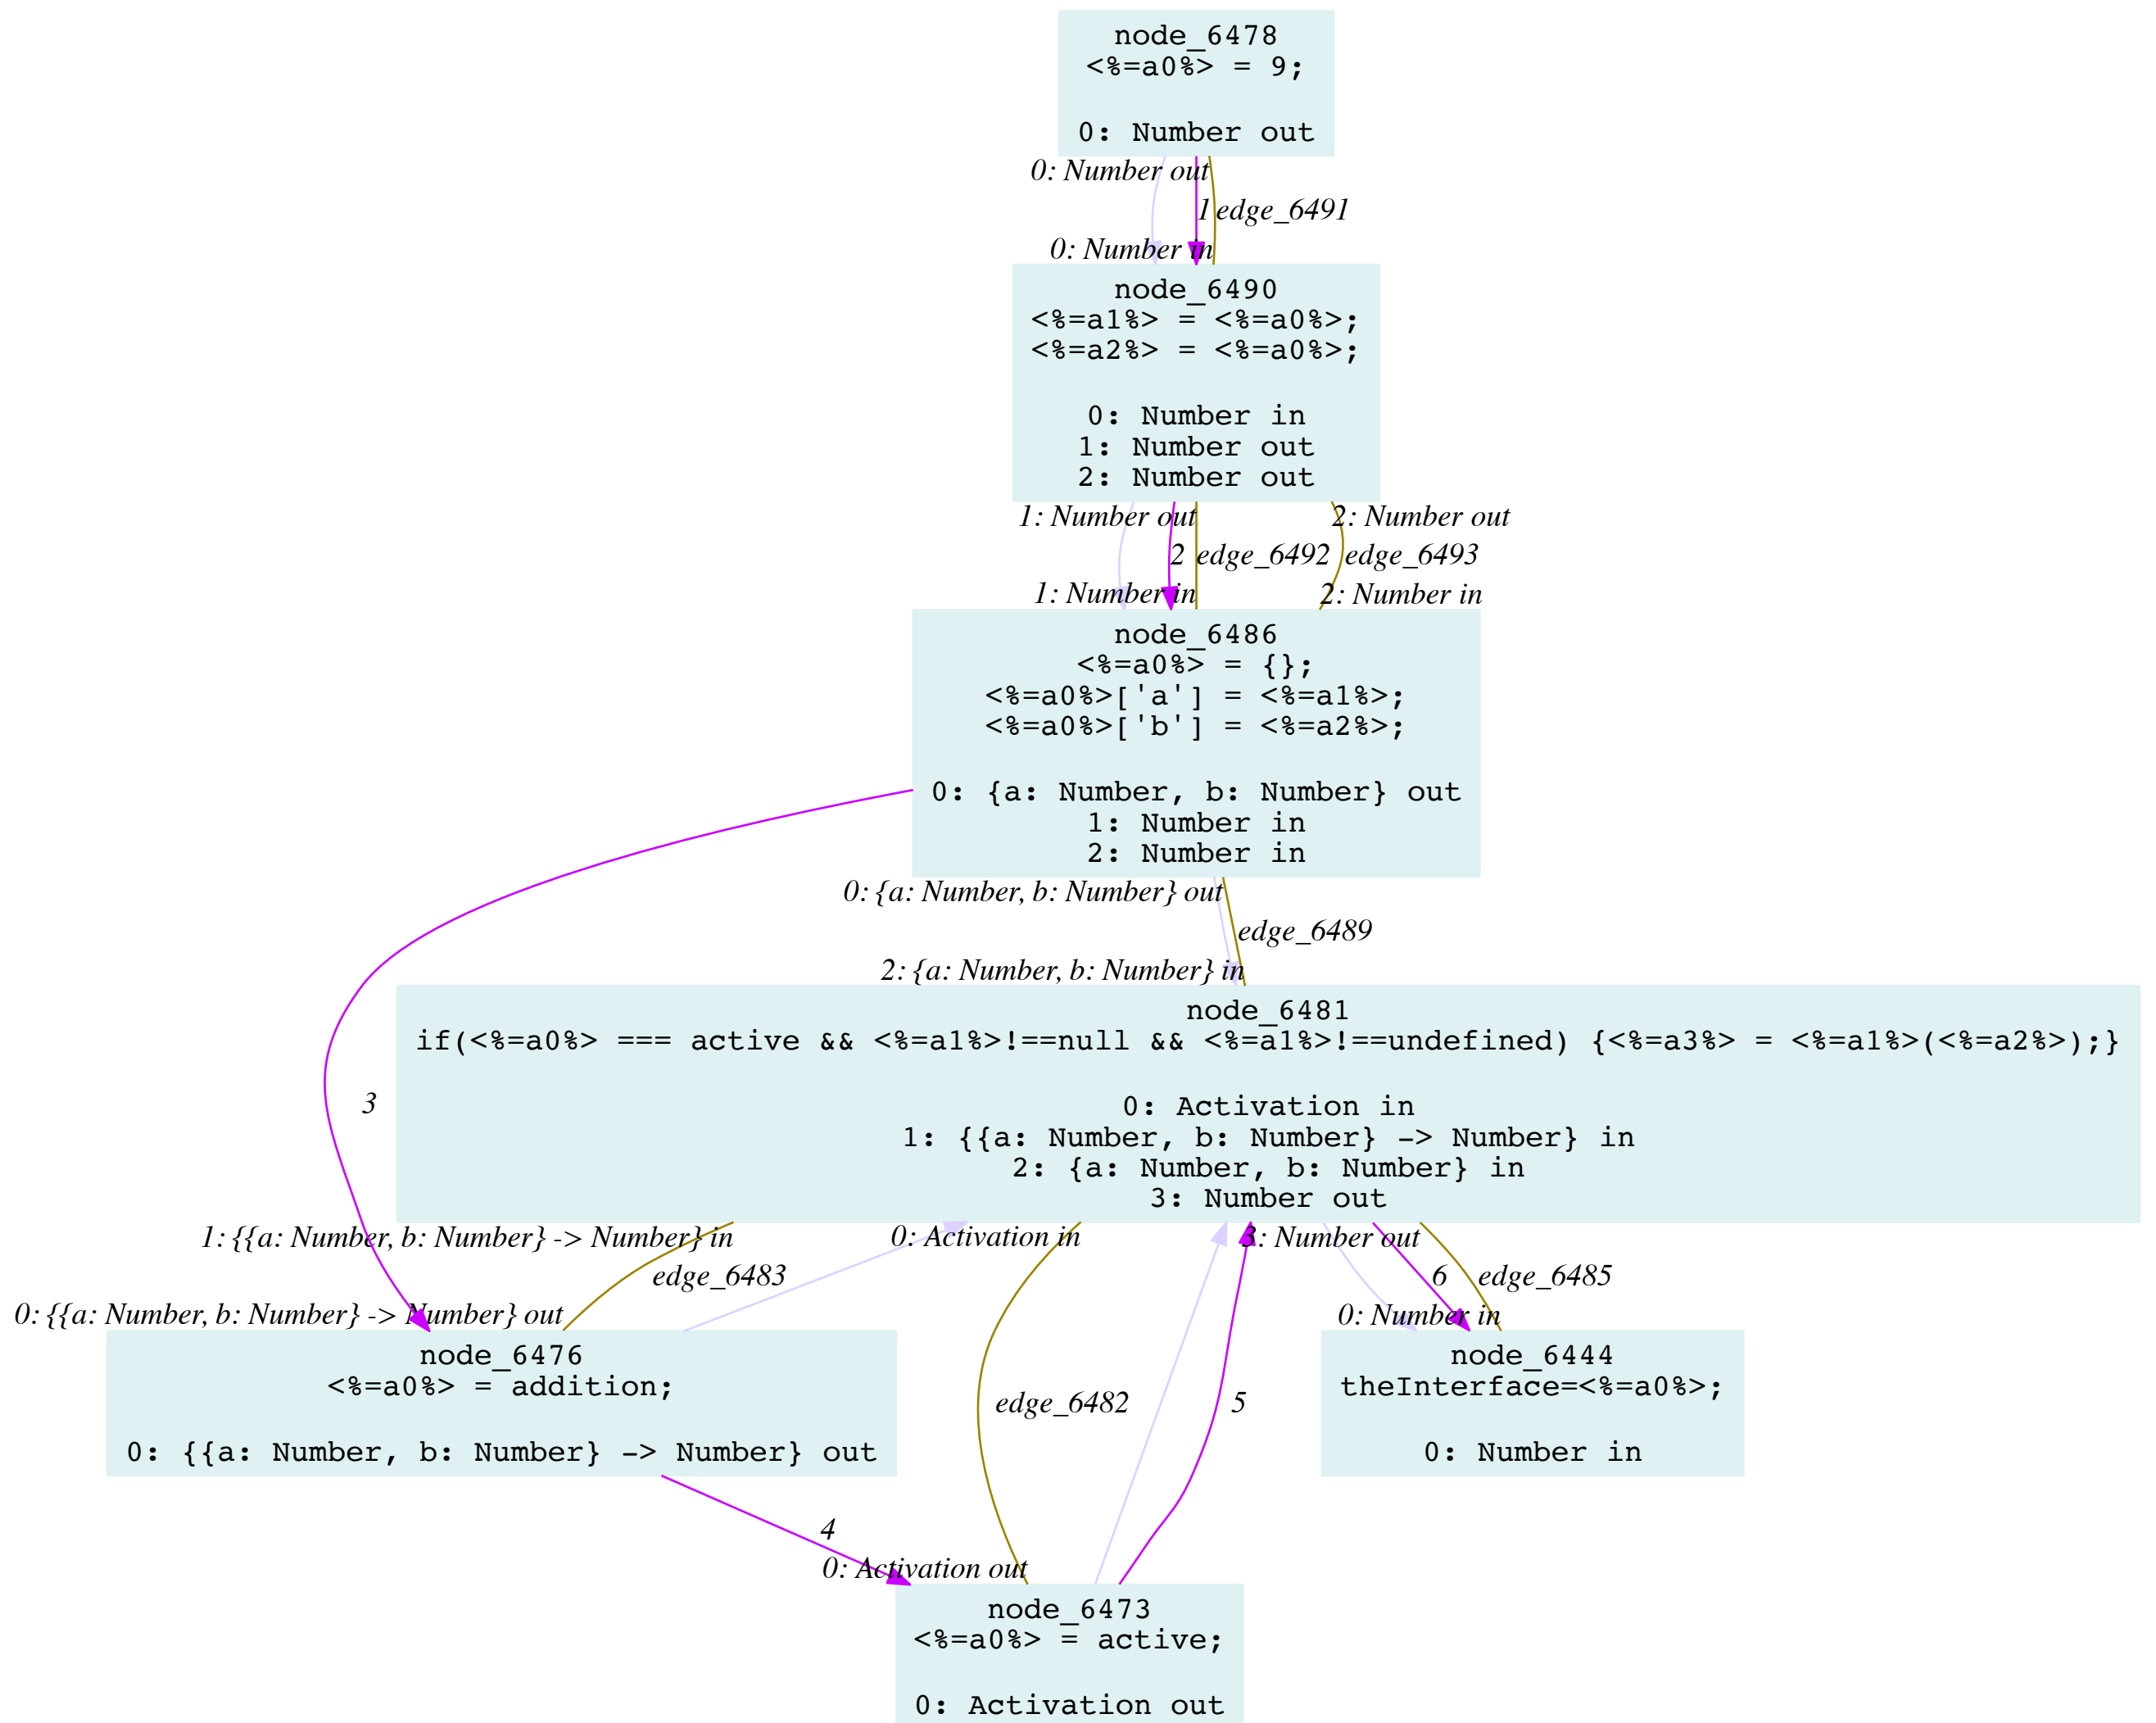 node_6478
<%=a0%> = 9;
0: Number out
0: Number out
1 edge_6491
0: Number in
node_6490
<%=a1%> = <%=a0%>;
<%=a2%> = <%=a0%>;
0: Number in
1: Number out
2: Number out
1: Number out
2: Number out
2 edge_6492 edge_6493
1: Number in
2: Number in
node_6486
<%=a0%> = {};
<%=a0%>['a'] = <%=a1%>;
<%=a0%>['b'] = <%=a2%>;
0: {a: Number, b: Number} out
1: Number in
2: Number in
0: {a: Number, b: Number} out
edge_6489
2: {a: Number, b: Number} in
node_6481
if(<%=a0%> === active && <%=a1%>!==null && <%=a1%>!==undefined) {<%=a3%> = <%=a1%>(<%=a2%>);}
0: Activation in
1: {{a: Number, b: Number} -> Number} in
2: {a: Number, b: Number} in
3: Number out
3
1: {{a: Number, b: Number} -> Number} in
0: Activation in
3: Number out
edge_6483
6
edge_6485
0: {{a: Number, b: Number} -> Number} out
0: Number in
node_6476
<%=a0%> = addition;
0: {{a: Number, b: Number} -> Number} out
edge_6482
5
node_6444
theInterface=<%=a0%>;
0: Number in
4
0: Activation out
node_6473
<%=a0%> = active;
0: Activation out